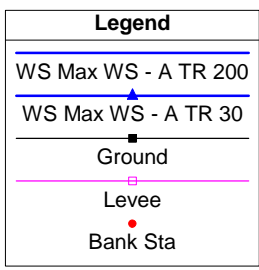 Legend
WS Max WS - A TR 200
WS Max WS - A TR 30
Ground
Levee
Bank Sta